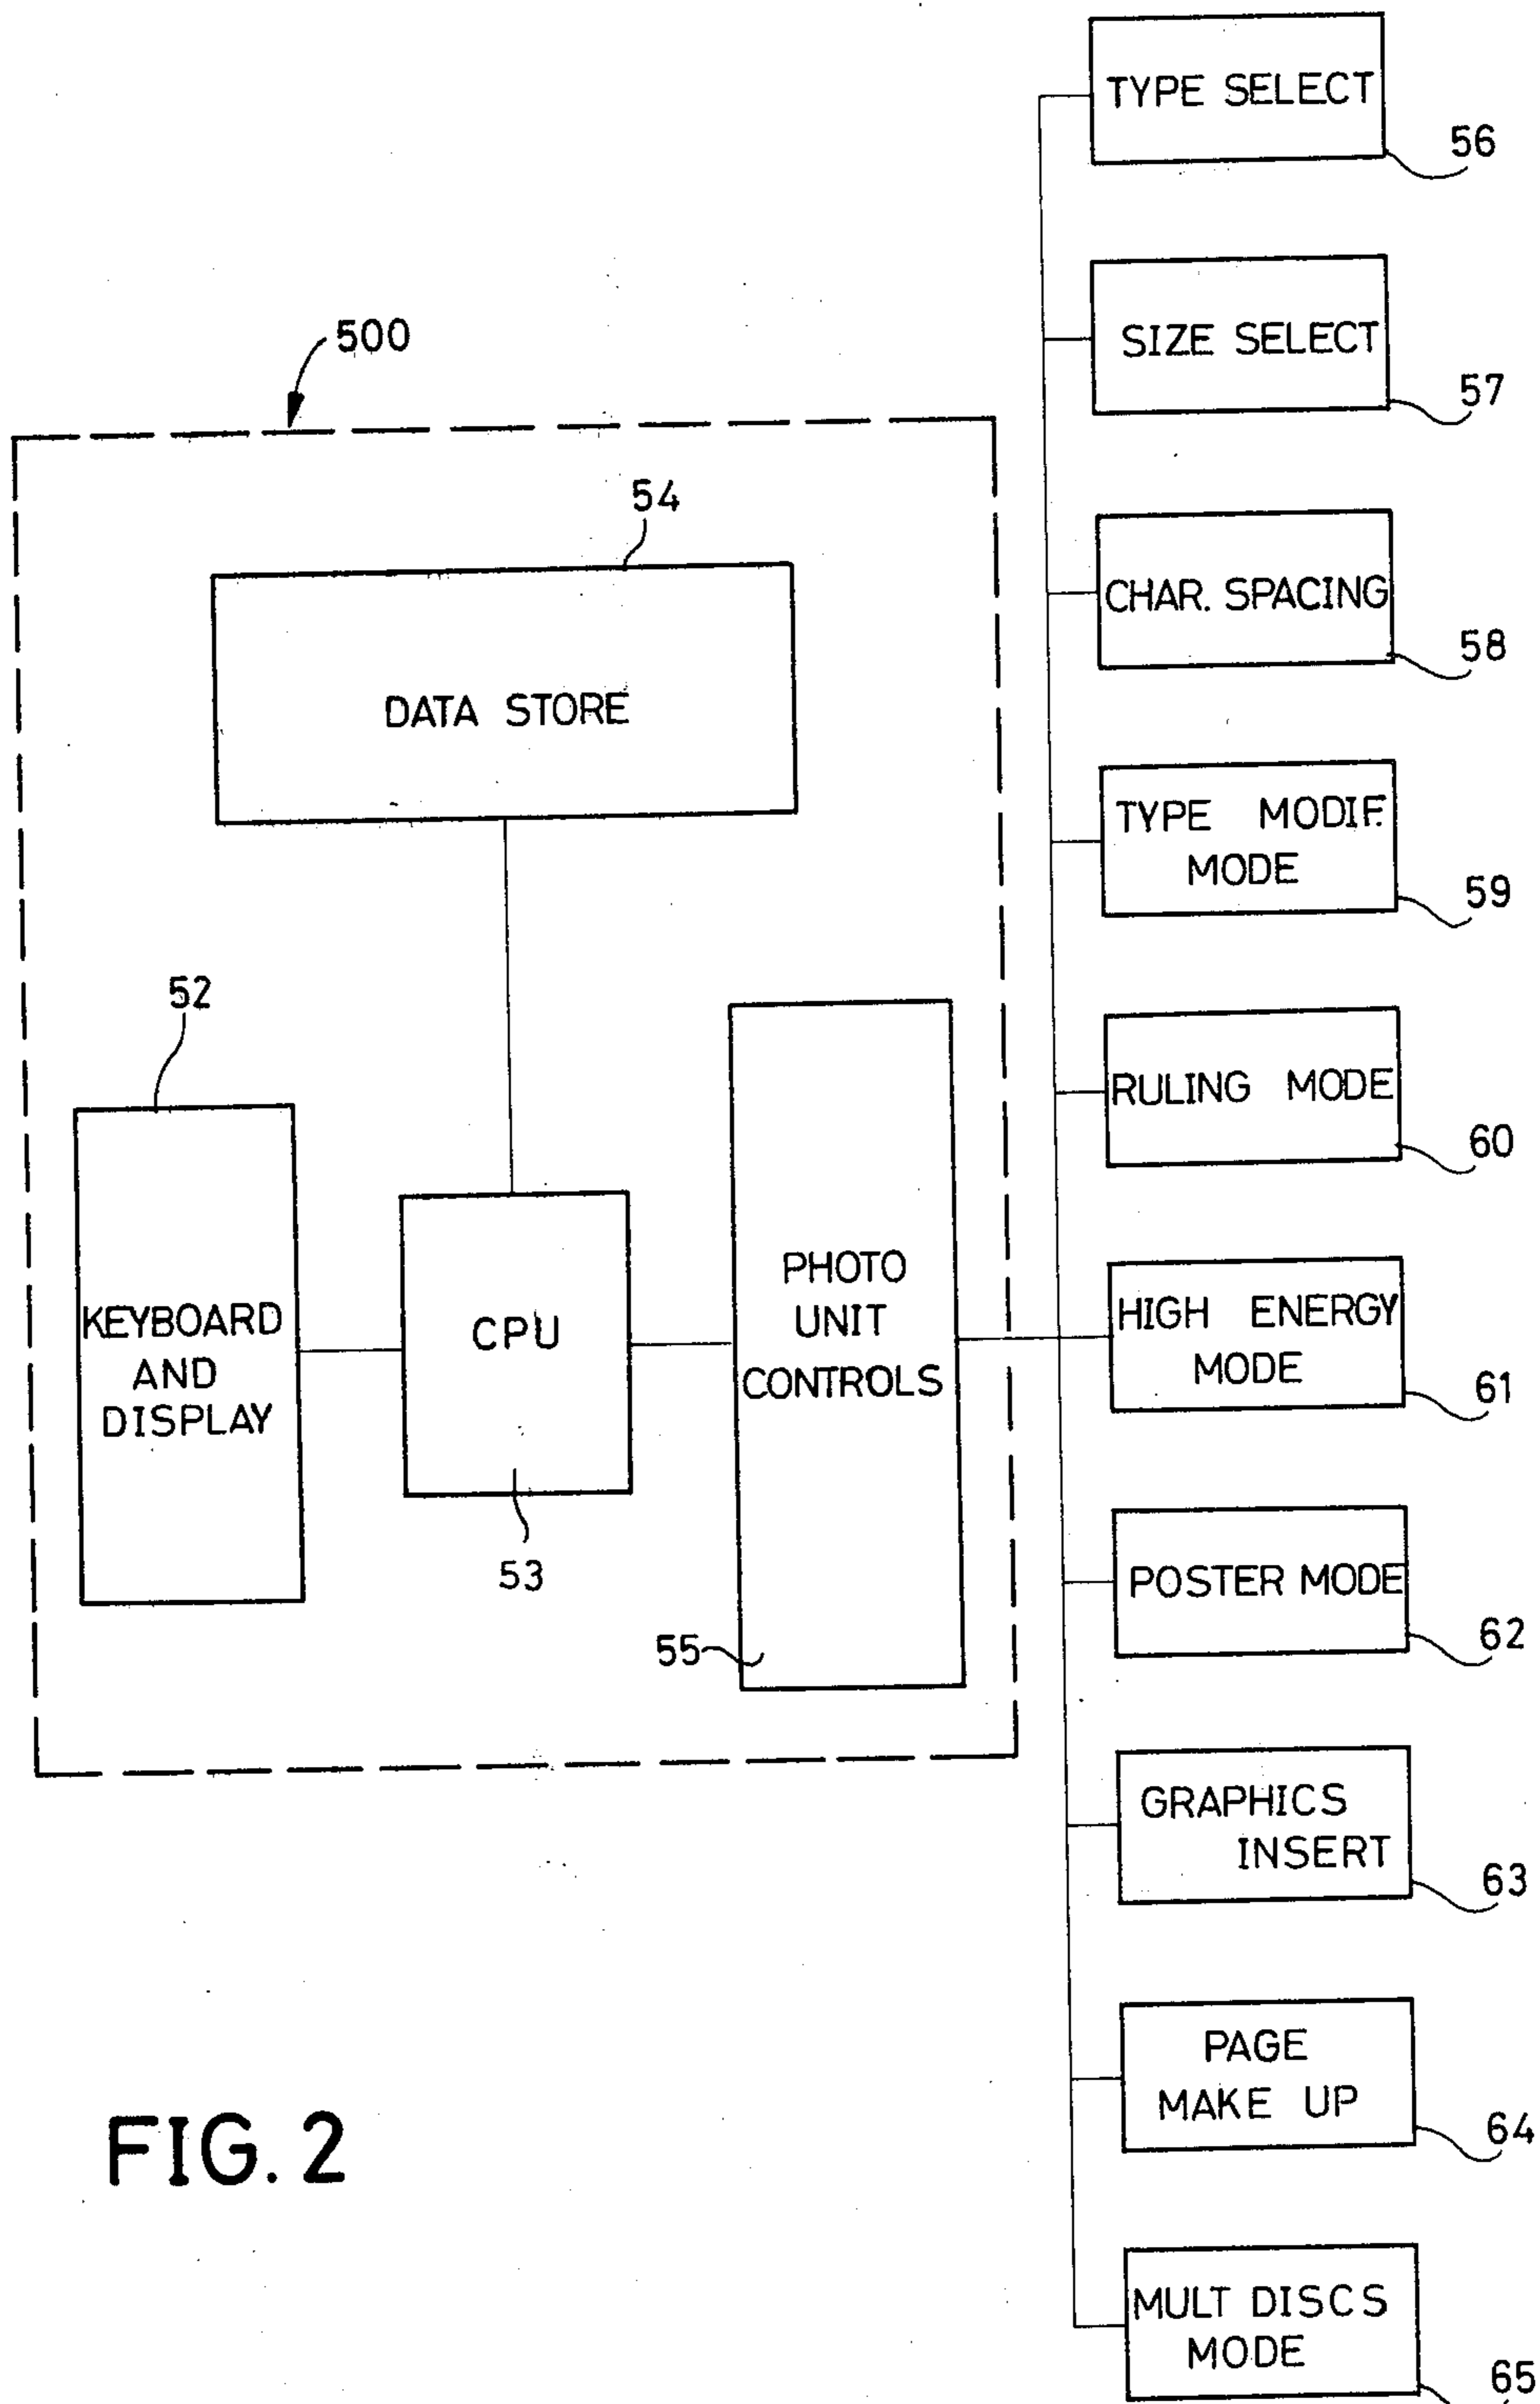 TYPE SELECT
56
SIZE SELECT
57
500
54
CHAR. SPACING
58
DATA STORE
TYPE MODIF.
MODE
59
52
RULING MODE
60
PHOTO
UNIT
CONTROLS
KEYBOARD
AND
DISPLAY
CPU
HIGH ENERGY
MODE
61
53
55
POSTER MODE
62
GRAPHICS
INSERT
63
PAGE
MAKE UP
64
FIG. 2
MULT DISCS
MODE
65